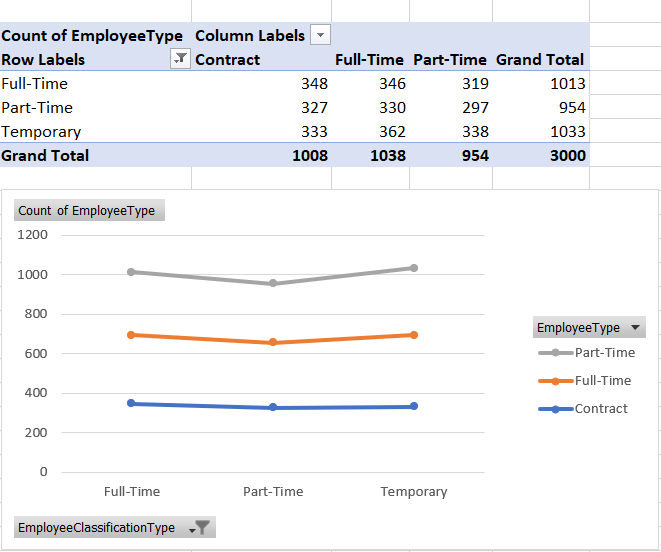 Count of EmployeeType Column Labels
Row Labels Contract Full-Time Part-Time Grand Total
Full-Time 348 346 319 1013
Part-Time 327 330 297 954
Temporary 333 362 338 1033
Grand Total 1008 1038 954 3000
Count of EmployeeType
1200
1000
800
600
400
200
0
Full-Time Part-Time Temporary
EmployeeType
Part-Time
Full-Time
Contract
EmployeeClassificationType